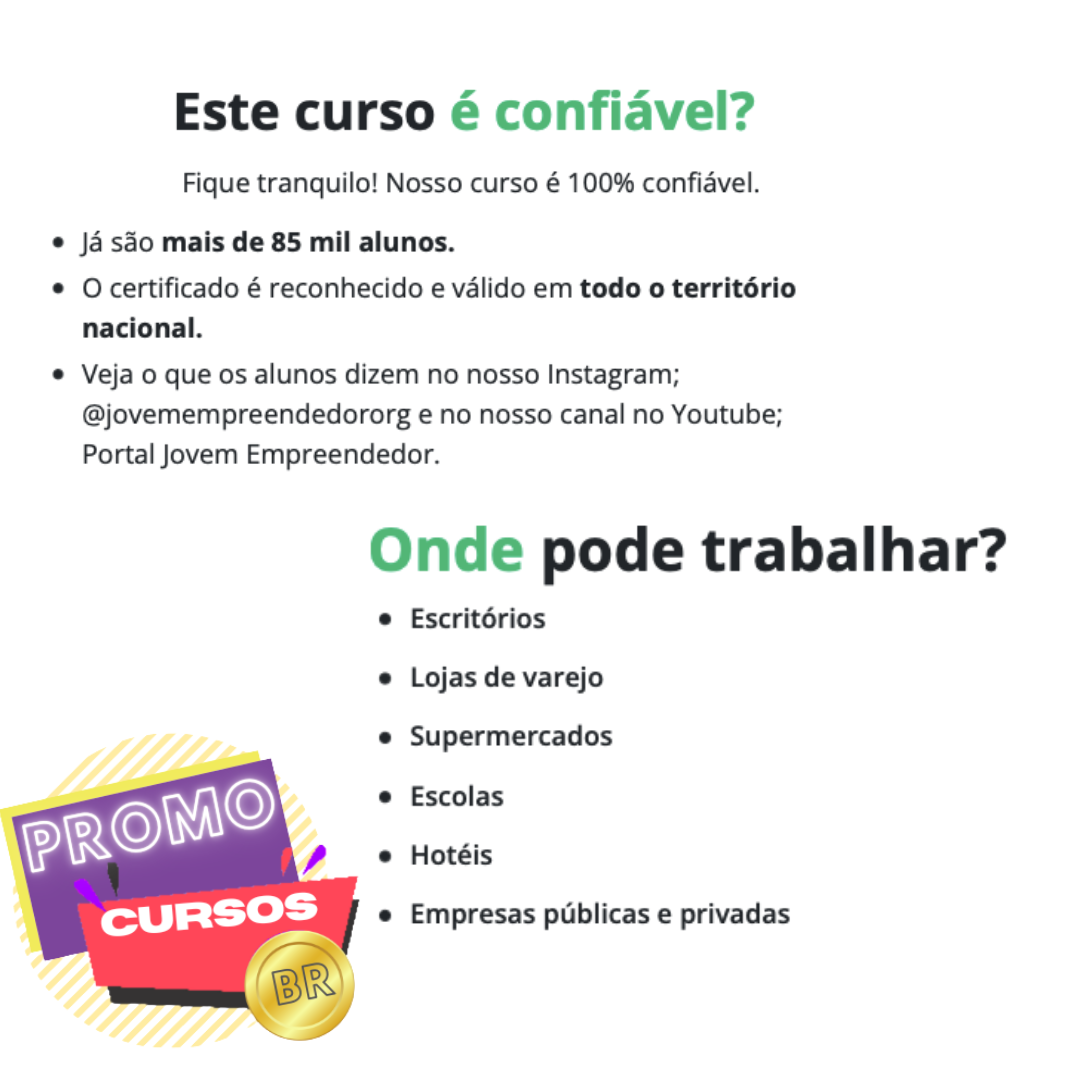 Este curso é confiável?
Fique tranquilo! Nosso curso é 100% confiável.
• Já são mais de 85 mil alunos.
• O certificado é reconhecido e válido em todo o território
nacional.
• Veja o que os alunos dizem no nosso Instagram;
@jovemempreendedororg e no nosso canal no Youtube;
Portal Jovem Empreendedor.
Onde pode trabalhar?
• Escritórios
• Lojas de varejo
• Supermercados
• Escolas
• Hotéis
• Empresas públicas e privadas
PROMO
CURSOS
BR